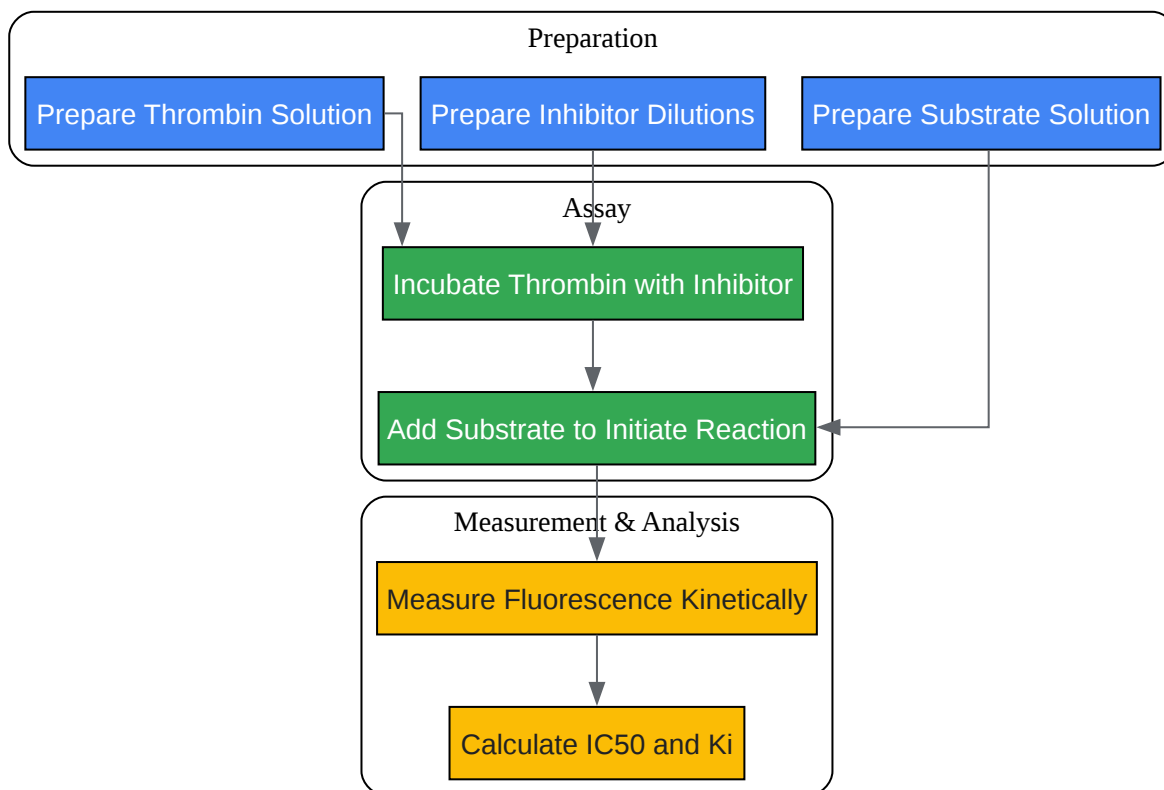 Preparation
Prepare Thrombin Solution
Prepare Inhibitor Dilutions
Prepare Substrate Solution
Assay
Incubate Thrombin with Inhibitor
Add Substrate to Initiate Reaction
Measurement & Analysis
Measure Fluorescence Kinetically
Calculate IC50 and Ki